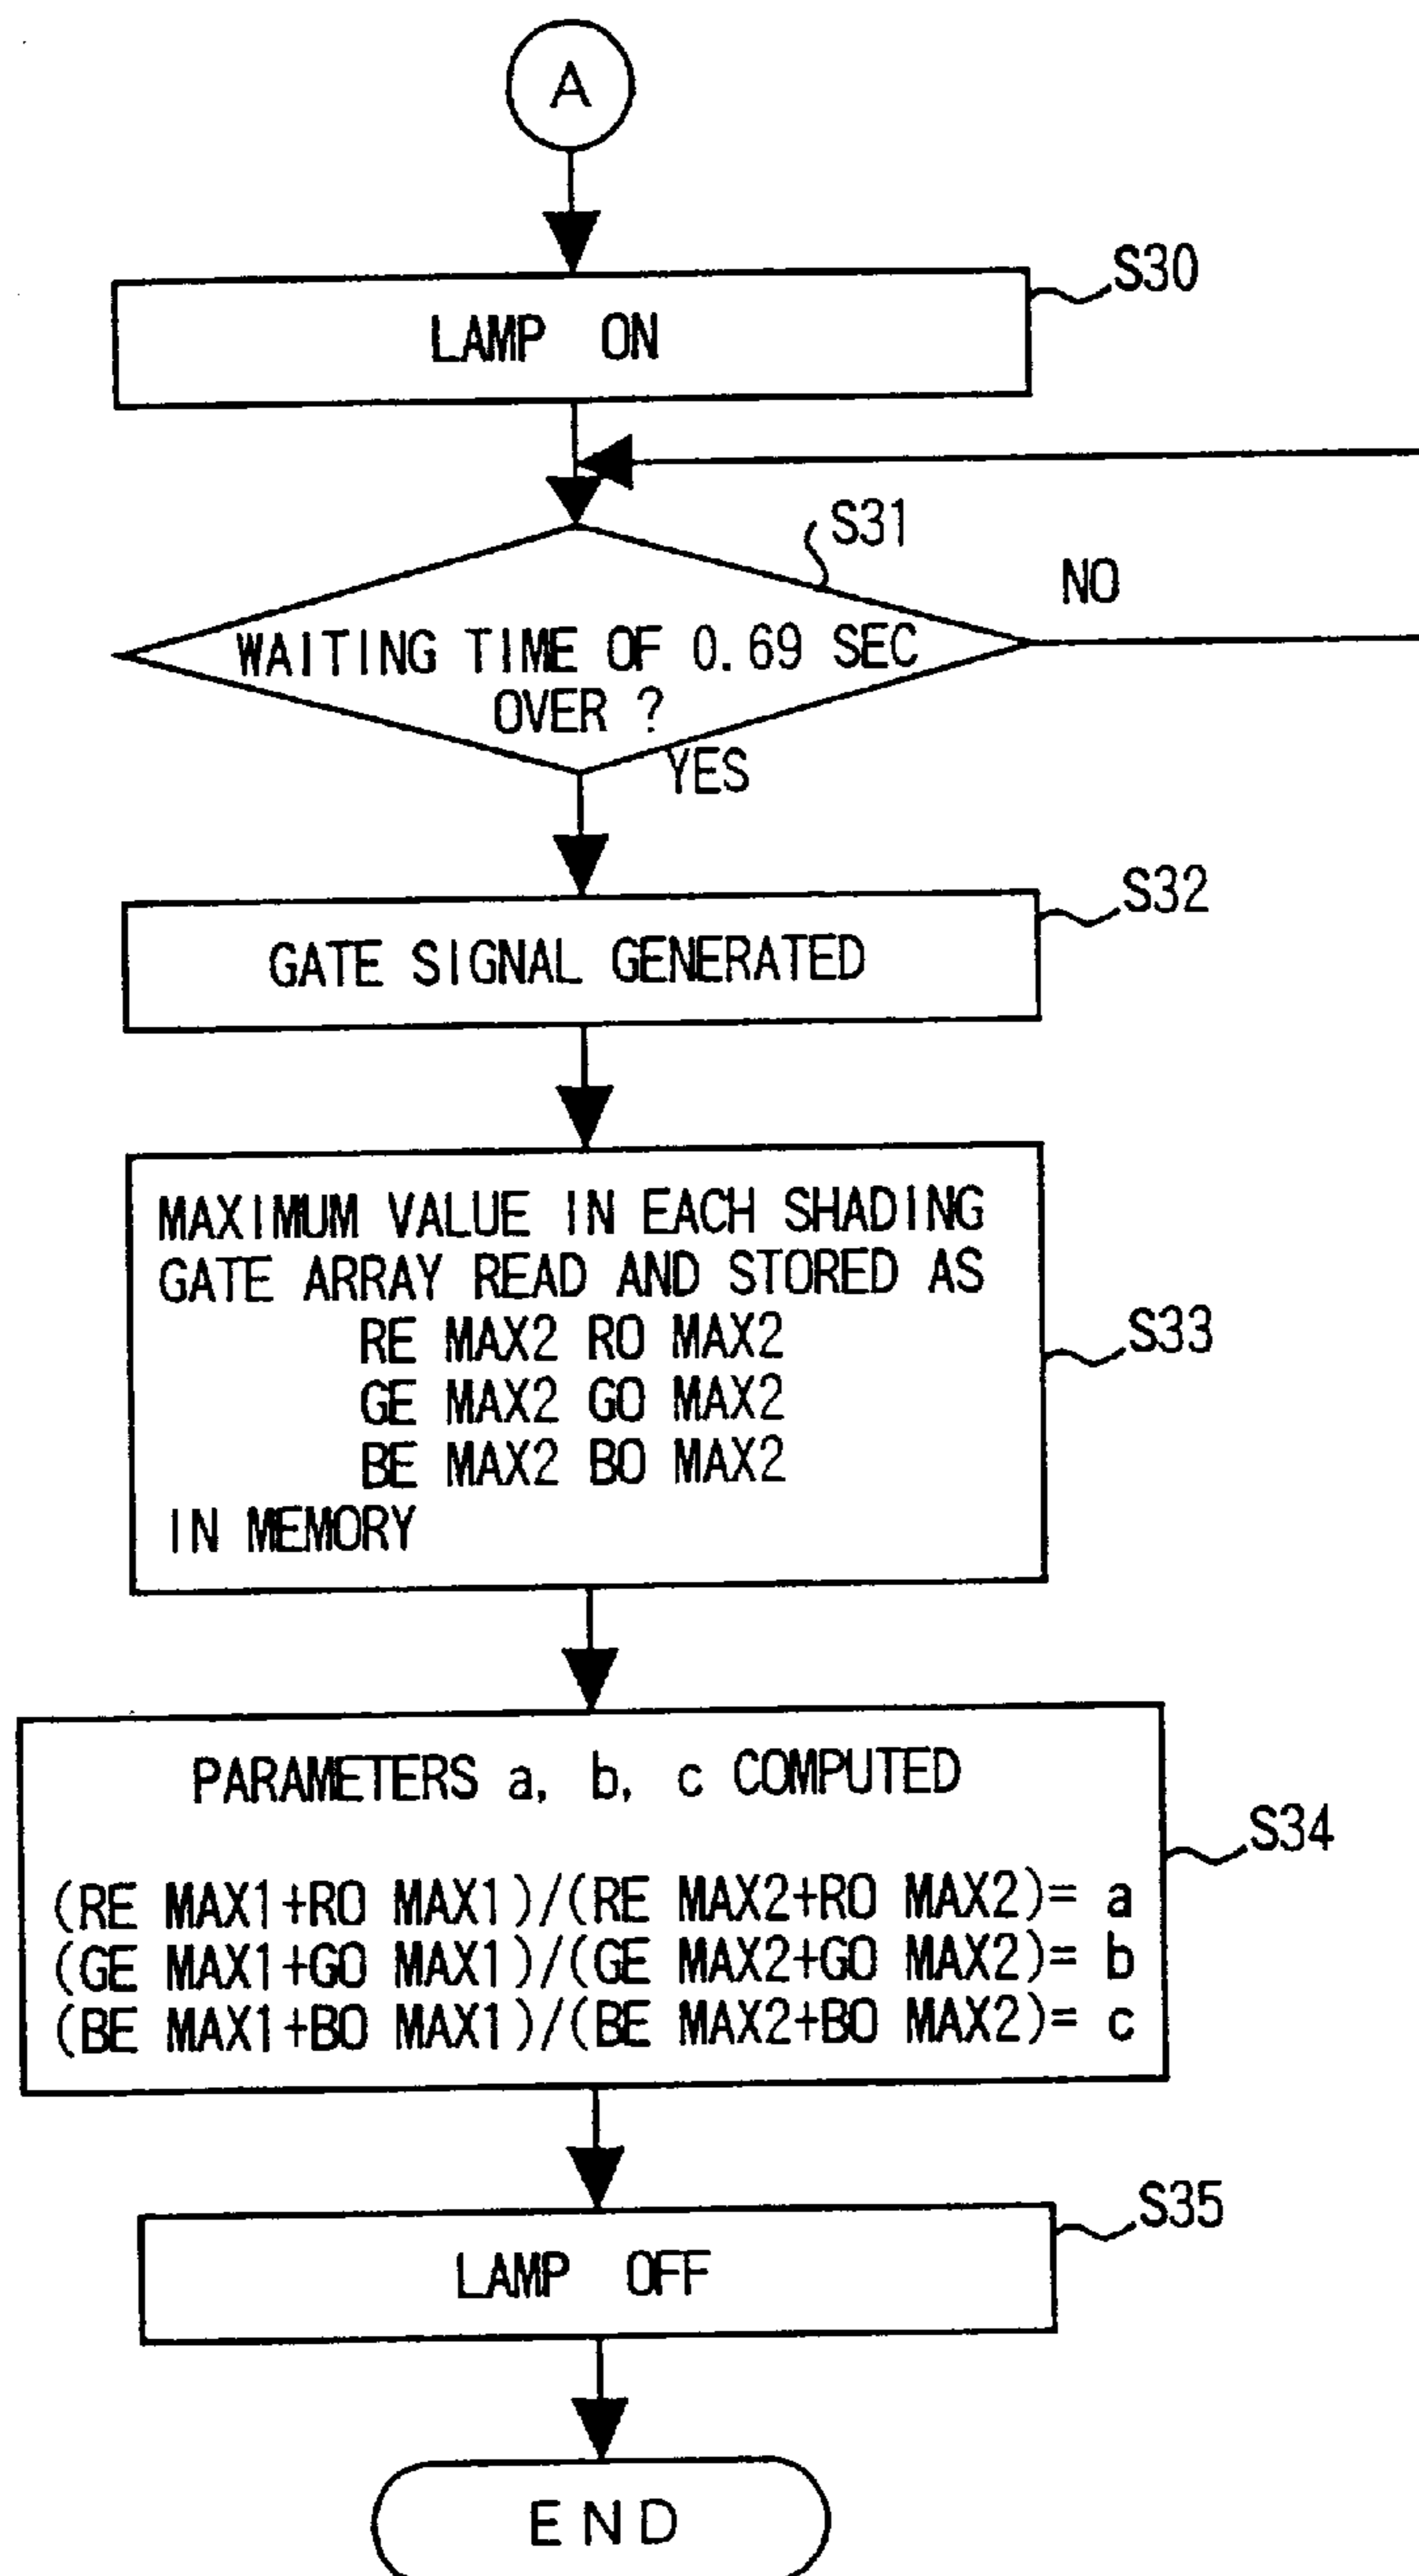 A
S30
LAMP ON
S31
NO
WAITING TIME OF 0.69 SEC
OVER ?
YES
S32
GATE SIGNAL GENERATED
MAXIMUM VALUE IN EACH SHADING
GATE ARRAY READ AND STORED AS
RE MAX2 RO MAX2
S33
GE MAX2 GO MAX2
BE MAX2 BO MAX2
IN MEMORY
PARAMETERS a, b, c COMPUTED
S34
(RE MAX1+RO MAX1)/(RE MAX2+RO MAX2)= a
(GE MAX1+GO MAX1)/(GE MAX2+GO MAX2)= b
(BE MAX1+BO MAX1)/(BE MAX2+BO MAX2)= c
S35
LAMP OFF
END